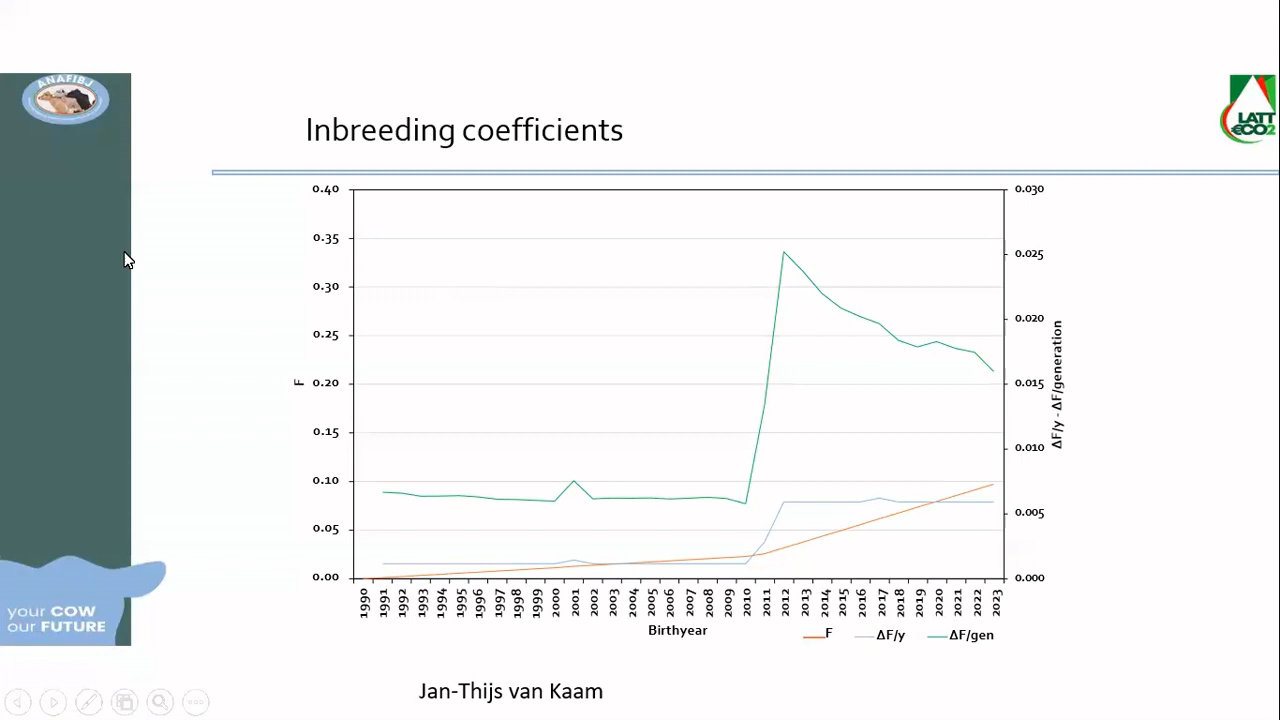 ANAFIBJ
LATT
€CO2
Inbreeding coefficients
0.40
0.35
0.30
0.25
0.20
0.15
0.10
0.05
0.00
F
0.030
0.025
0.020
0.015
0.010
0.005
0.000
ΔF/y - ΔF/generation
1990 1991 1992 1993 1994 1995 1996 1997 1998 1999 2000 2001 2002 2003 2004 2005 2006 2007 2008 2009 2010 2011 2012 2013 2014 2015 2016 2017 2018 2019 2020 2021 2022 2023
Birthyear
F ΔF/y ΔF/gen
your COW
our FUTURE
Jan-Thijs van Kaam